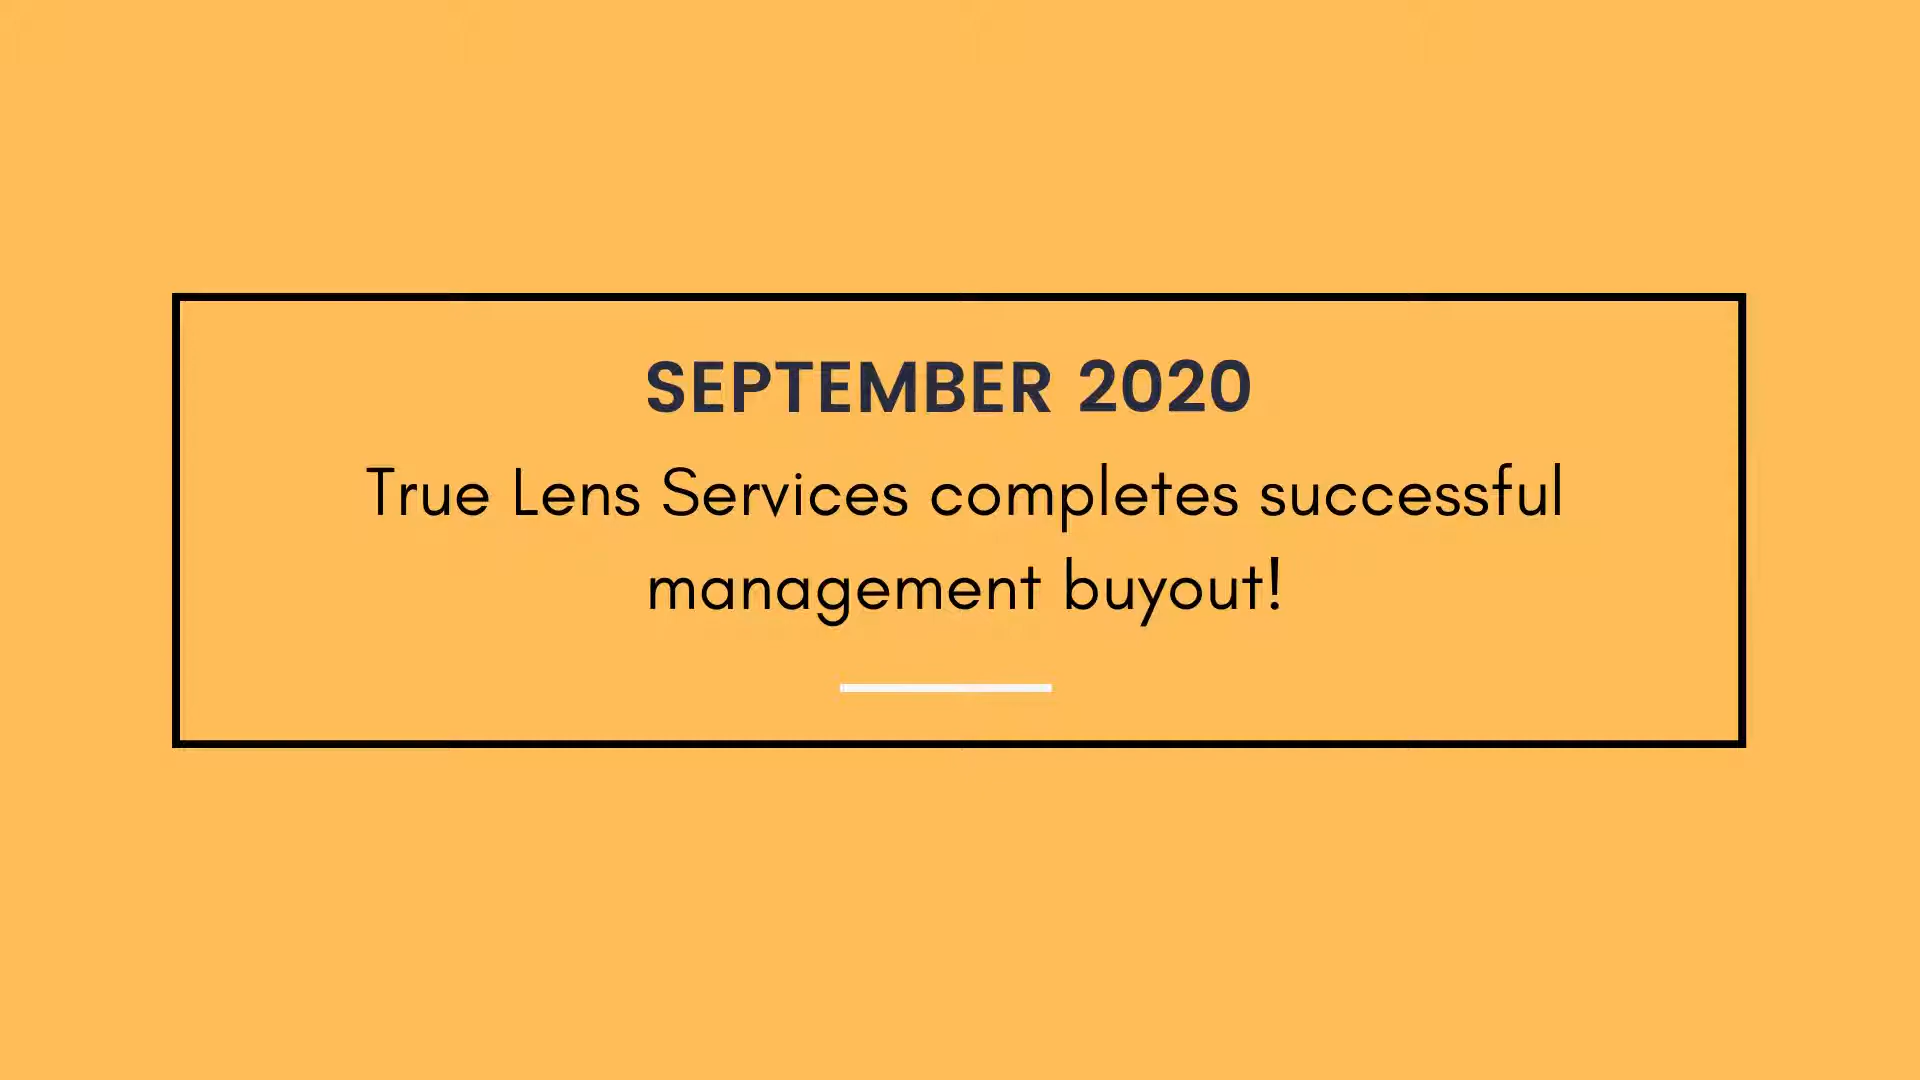 SEPTEMBER 2020
True Lens Services completes successful
management buyout!